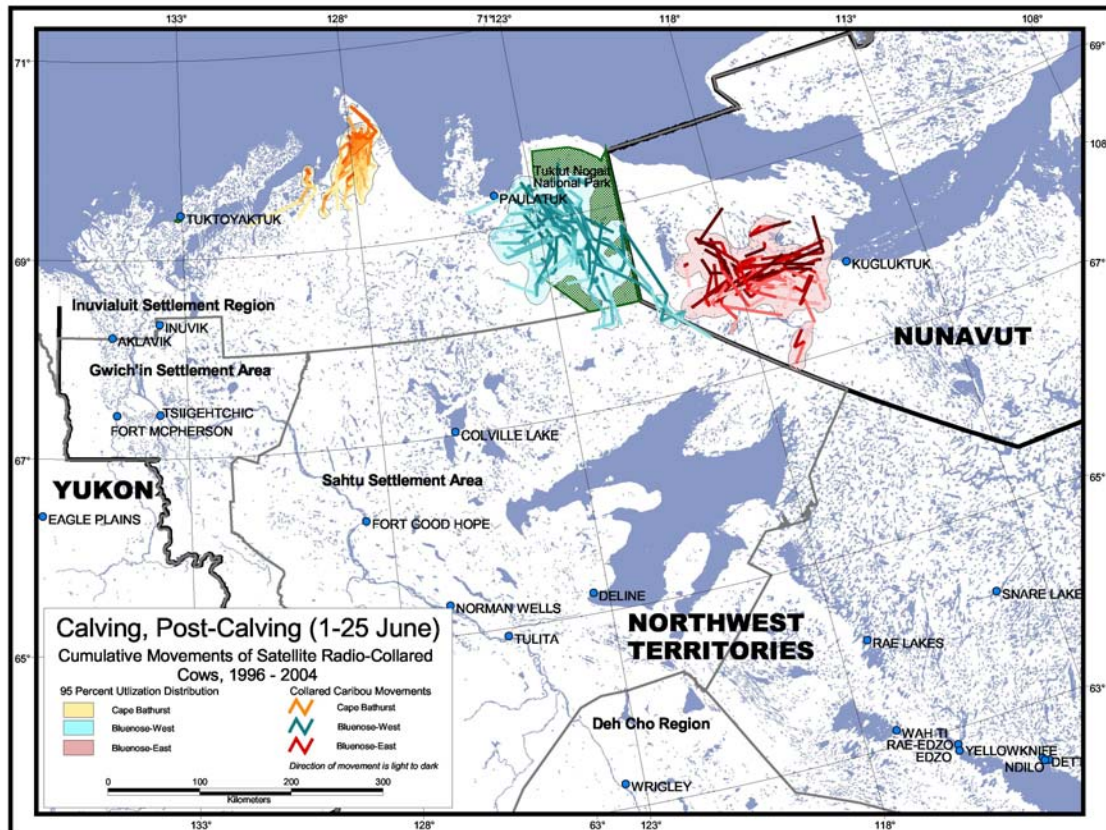 133°
128°
71° 123°
118°
113°
108°
71°
69°
108°
Tuktut Nogait
National Park
PAULATUK
TUKTOYAKTUK
67°
KUGLUKTUK
69°
Inuvialuit Settlement Region
INUVIK
AKLAVIK
NUNAVUT
Gwich'in Settlement Area
TSIIGEHTCHIC
FORT MCPHERSON
COLVILLE LAKE
67°
65°
Sahtu Settlement Area
YUKON
EAGLE PLAINS
FORT GOOD HOPE
DELINE
SNARE LAKE
NORMAN WELLS
NORTHWEST
TERRITORIES
TULITA
RAE LAKES
65°
63°
Deh Cho Region
WAH TI
RAE-EDZO
EDZO
YELLOWKNIFE
NDILO
DETT
WRIGLEY
Calving, Post-Calving (1-25 June)
Cumulative Movements of Satellite Radio-Collared
Cows, 1996 - 2004
95 Percent Utlization Distribution
Cape Bathurst
Bluenose-West
Bluenose-East
Collared Caribou Movements
Cape Bathurst
Bluenose-West
Bluenose-East
Direction of movement is light to dark
0 100 200 300
Kilometers
133°
128°
63° 123°
118°